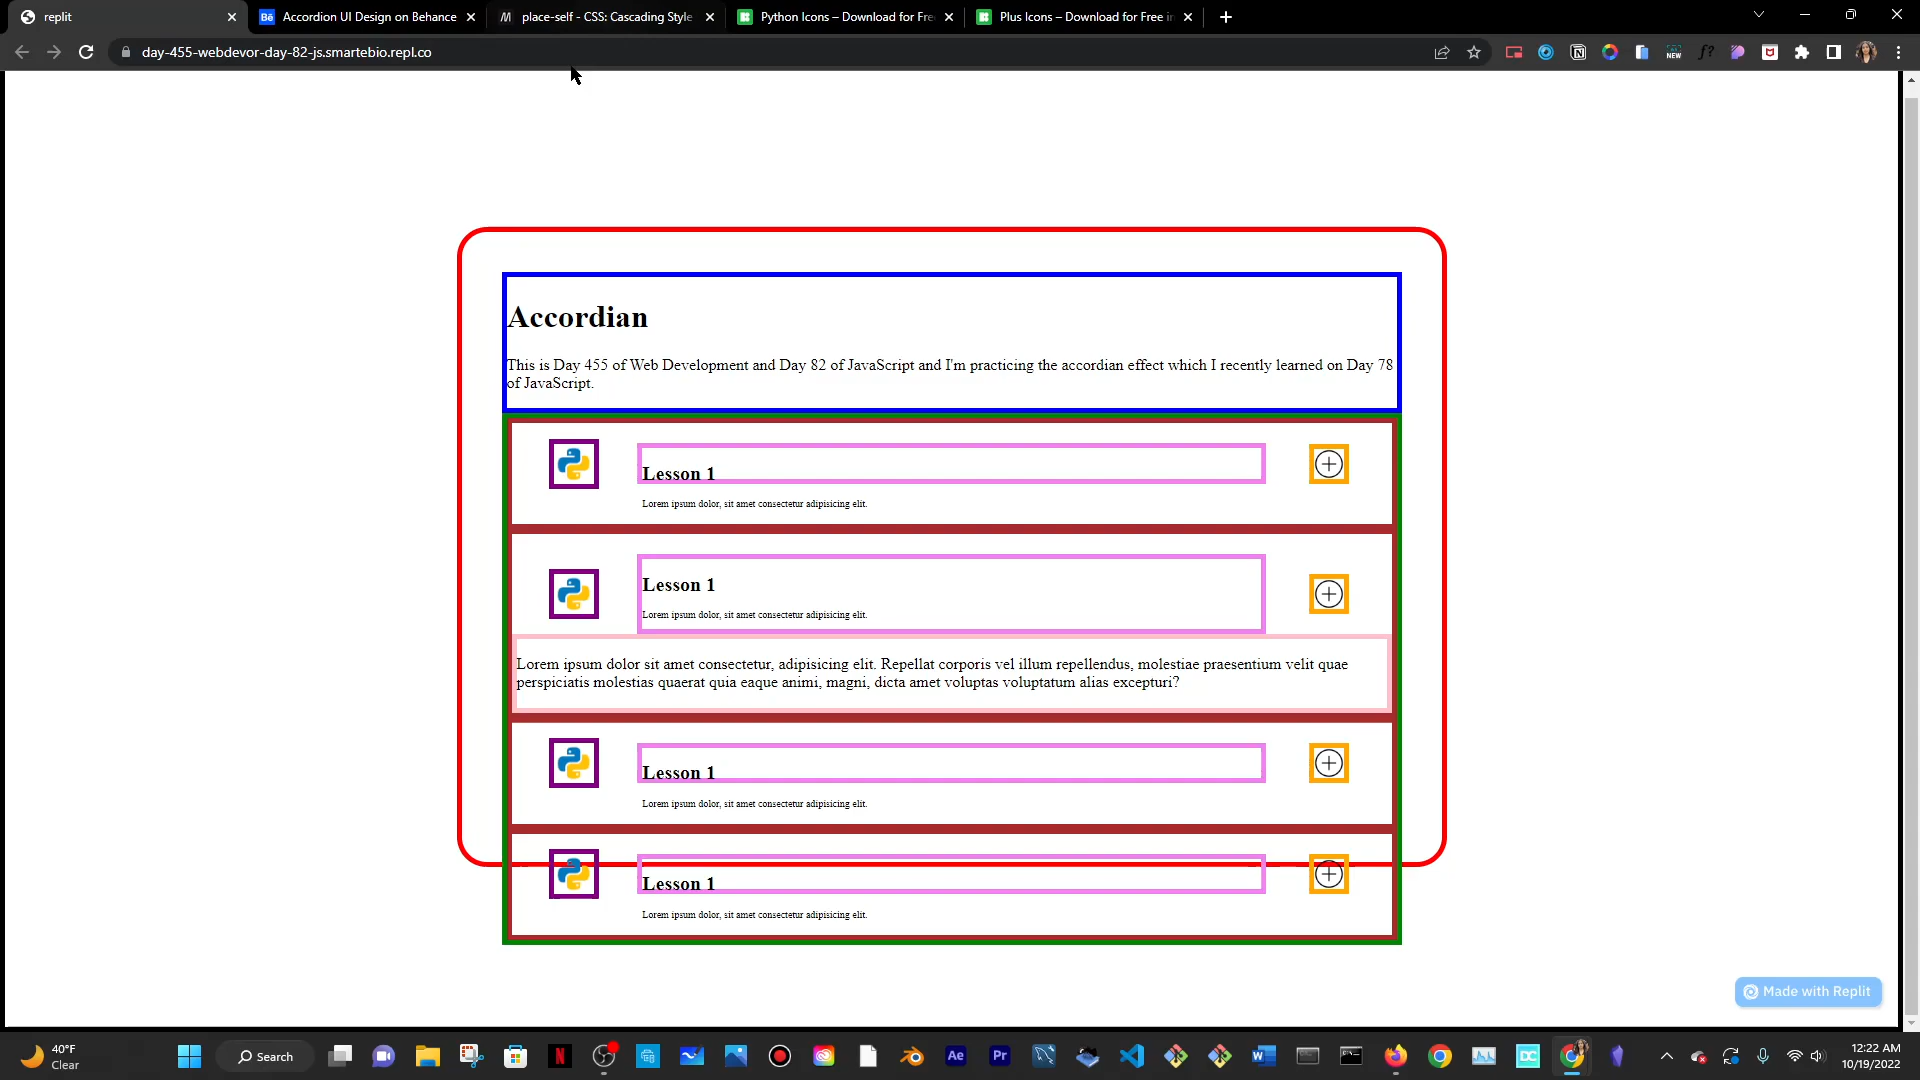 replit
Accordion UI Design on Behance
place-self - CSS: Cascading Style
Python Icons – Download for Fre
Plus Icons – Download for Free i
day-455-webdevor-day-82-js.smartebio.repl.co
NEW
f?
Accordian
This is Day 455 of Web Development and Day 82 of JavaScript and I'm practicing the accordian effect which I recently learned on Day 78
of JavaScript.
Lesson 1
Lorem ipsum dolor, sit amet consectetur adipisicing elit.
Lesson 1
Lorem ipsum dolor, sit amet consectetur adipisicing elit.
Lorem ipsum dolor sit amet consectetur, adipisicing elit. Repellat corporis vel illum repellendus, molestiae praesentium velit quae
perspiciatis molestias quaerat quia eaque animi, magni, dicta amet voluptas voluptatum alias excepturi?
Lesson 1
Lorem ipsum dolor, sit amet consectetur adipisicing elit.
Lesson 1
Lorem ipsum dolor, sit amet consectetur adipisicing elit.
Made with Replit
40°F
Clear
Search
Ae
Pr
DC
12:22 AM
10/19/2022